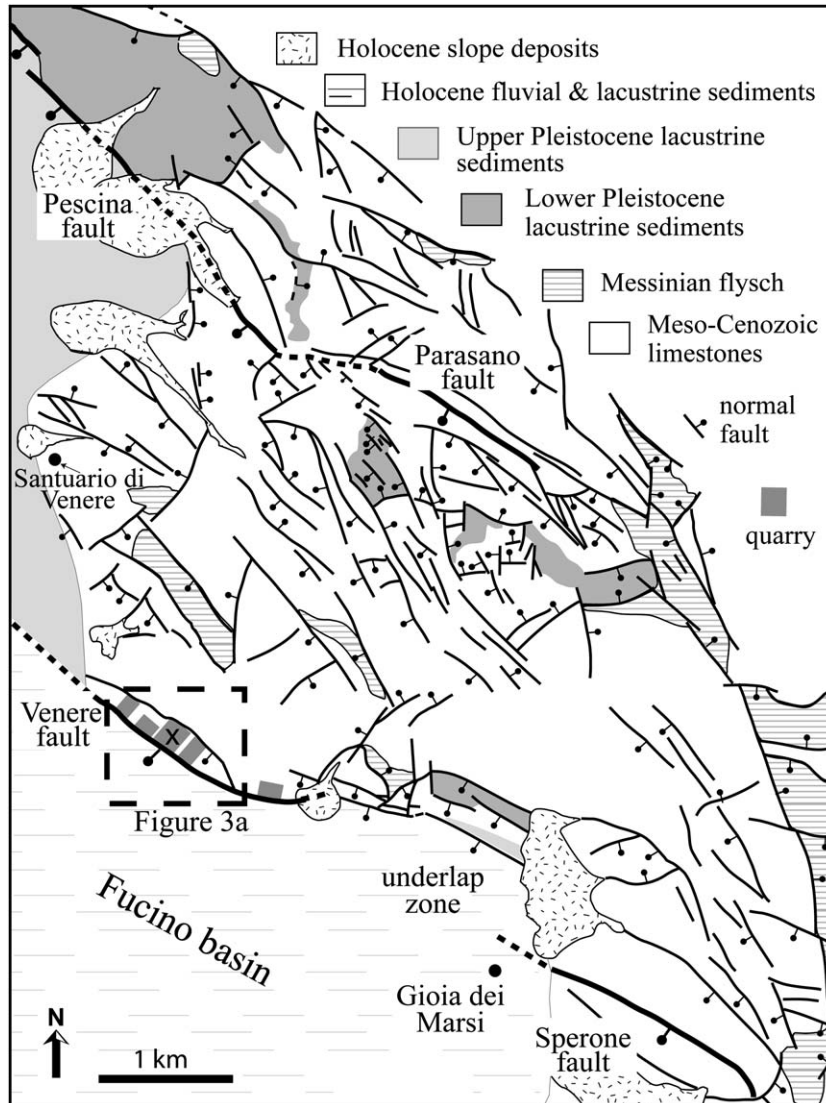 Holocene slope deposits
Holocene fluvial & lacustrine sediments
Upper Pleistocene lacustrine
sediments
Lower Pleistocene
lacustrine sediments
Messinian flysch
Meso-Cenozoic
limestones
normal
fault
quarry
Pescina
fault
Parasano
fault
Santuario di
Venere
Venere
fault
X
Figure 3a
underlap
zone
Fucino basin
Gioia dei
Marsi
Sperone
fault
N
1 km